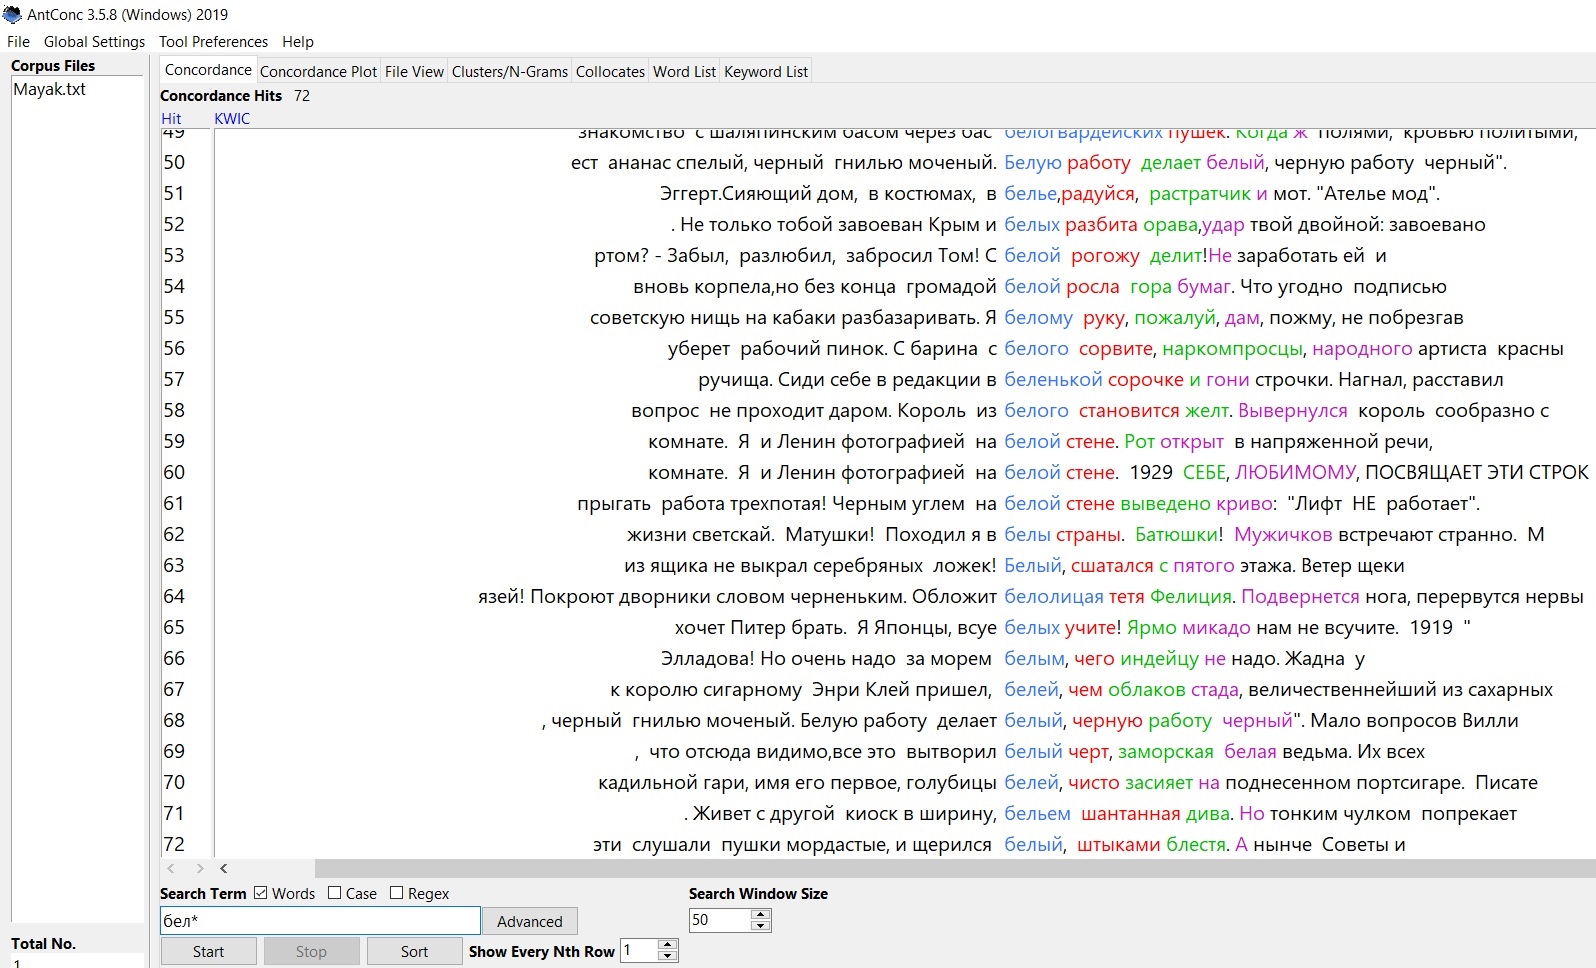 AntConc 3.5.8 (Windows) 2019
File Global Settings Tool Preferences Help
Corpus Files
Mayak.txt
Concordance Concordance Plot File View Clusters/N-Grams Collocates Word List Keyword List
Concordance Hits 72
Hit KWIC
49 знакомство с шаляпинским басом через бас белогвардейских пушек. Когда ж полями, кровью политыми,
50 ест ананас спелый, черный гнилью моченый. Белую работу делает белый, черную работу черный".
51 Эггерт.Сияющий дом, в костюмах, в белье,радуйся, растратчик и мот. "Ателье мод".
52 . Не только тобой завоеван Крым и белых разбита орава,удар твой двойной: завоевано
53 ртом? - Забыл, разлюбил, забросил Том! С белой рогожу делит!Не заработать ей и
54 вновь корпела,но без конца громадой белой росла гора бумаг. Что угодно подписью
55 советскую нищь на кабаки разбазаривать. Я белому руку, пожалуй, дам, пожму, не побрезгав
56 уберет рабочий пинок. С барина с белого сорвите, наркомпросцы, народного артиста красны
57 ручища. Сиди себе в редакции в беленькой сорочке и гони строчки. Нагнал, расставил
58 вопрос не проходит даром. Король из белого становится желт. Вывернулся король сообразно с
59 комнате. Я и Ленин фотографией на белой стене. Рот открыт в напряженной речи,
60 комнате. Я и Ленин фотографией на белой стене. 1929 СЕБЕ, ЛЮБИМОМУ, ПОСВЯЩАЕТ ЭТИ СТРОК
61 прыгать работа трехпотая! Черным углем на белой стене выведено криво: "Лифт НЕ работает".
62 жизни светскай. Матушки! Походил я в белы страны. Батюшки! Мужичков встречают странно. М
63 из ящика не выкрал серебряных ложек! Белый, сшатался с пятого этажа. Ветер щеки
64 язей! Покроют дворники словом черненьким. Обложит белолицая тетя Фелиция. Подвернется нога, перервутся нервы
65 хочет Питер брать. Я Японцы, всуе белых учите! Ярмо микадо нам не всучите. 1919 "
66 Элладова! Но очень надо за морем белым, чего индейцу не надо. Жадна у
67 к королю сигарному Энри Клей пришел, белей, чем облаков стада, величественнейший из сахарных
68 , черный гнилью моченый. Белую работу делает белый, черную работу черный". Мало вопросов Вилли
69 , что отсюда видимо,все это вытворил белый черт, заморская белая ведьма. Их всех
70 кадильной гари, имя его первое, голубицы белей, чисто засияет на поднесенном портсигаре. Писате
71 . Живет с другой киоск в ширину, бельем шантанная дива. Но тонким чулком попрекает
72 эти слушали пушки мордастые, и щерился белый, штыками блестя. А нынче Советы и
Search Term Words Case Regex Search Window Size
бел* Advanced 50
Total No.
1
Start Stop Sort Show Every Nth Row 1